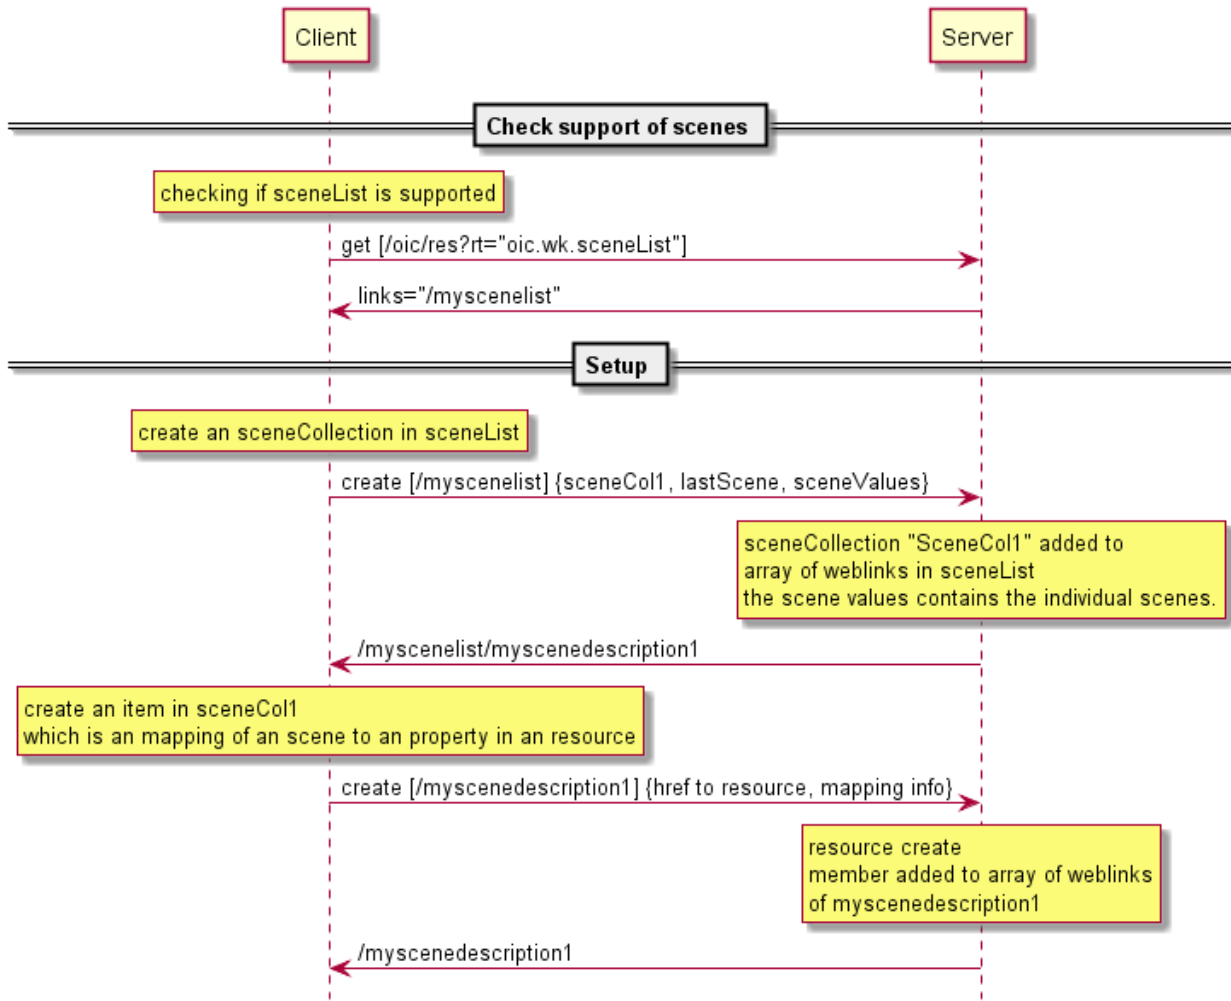 Client
Server
Check support of scenes
checking if sceneList is supported
get [/oic/res?rt="oic.wk.sceneList"]
links="/myscenelist"
Setup
create an sceneCollection in sceneList
create [/myscenelist] {sceneCol1, lastScene, sceneValues}
sceneCollection "SceneCol1" added to
array of weblinks in sceneList
the scene values contains the individual scenes.
/myscenelist/myscenedescription1
create an item in sceneCol1
which is an mapping of an scene to an property in an resource
create [/myscenedescription1] {href to resource, mapping info}
resource create
member added to array of weblinks
of myscenedescription1
/myscenedescription1